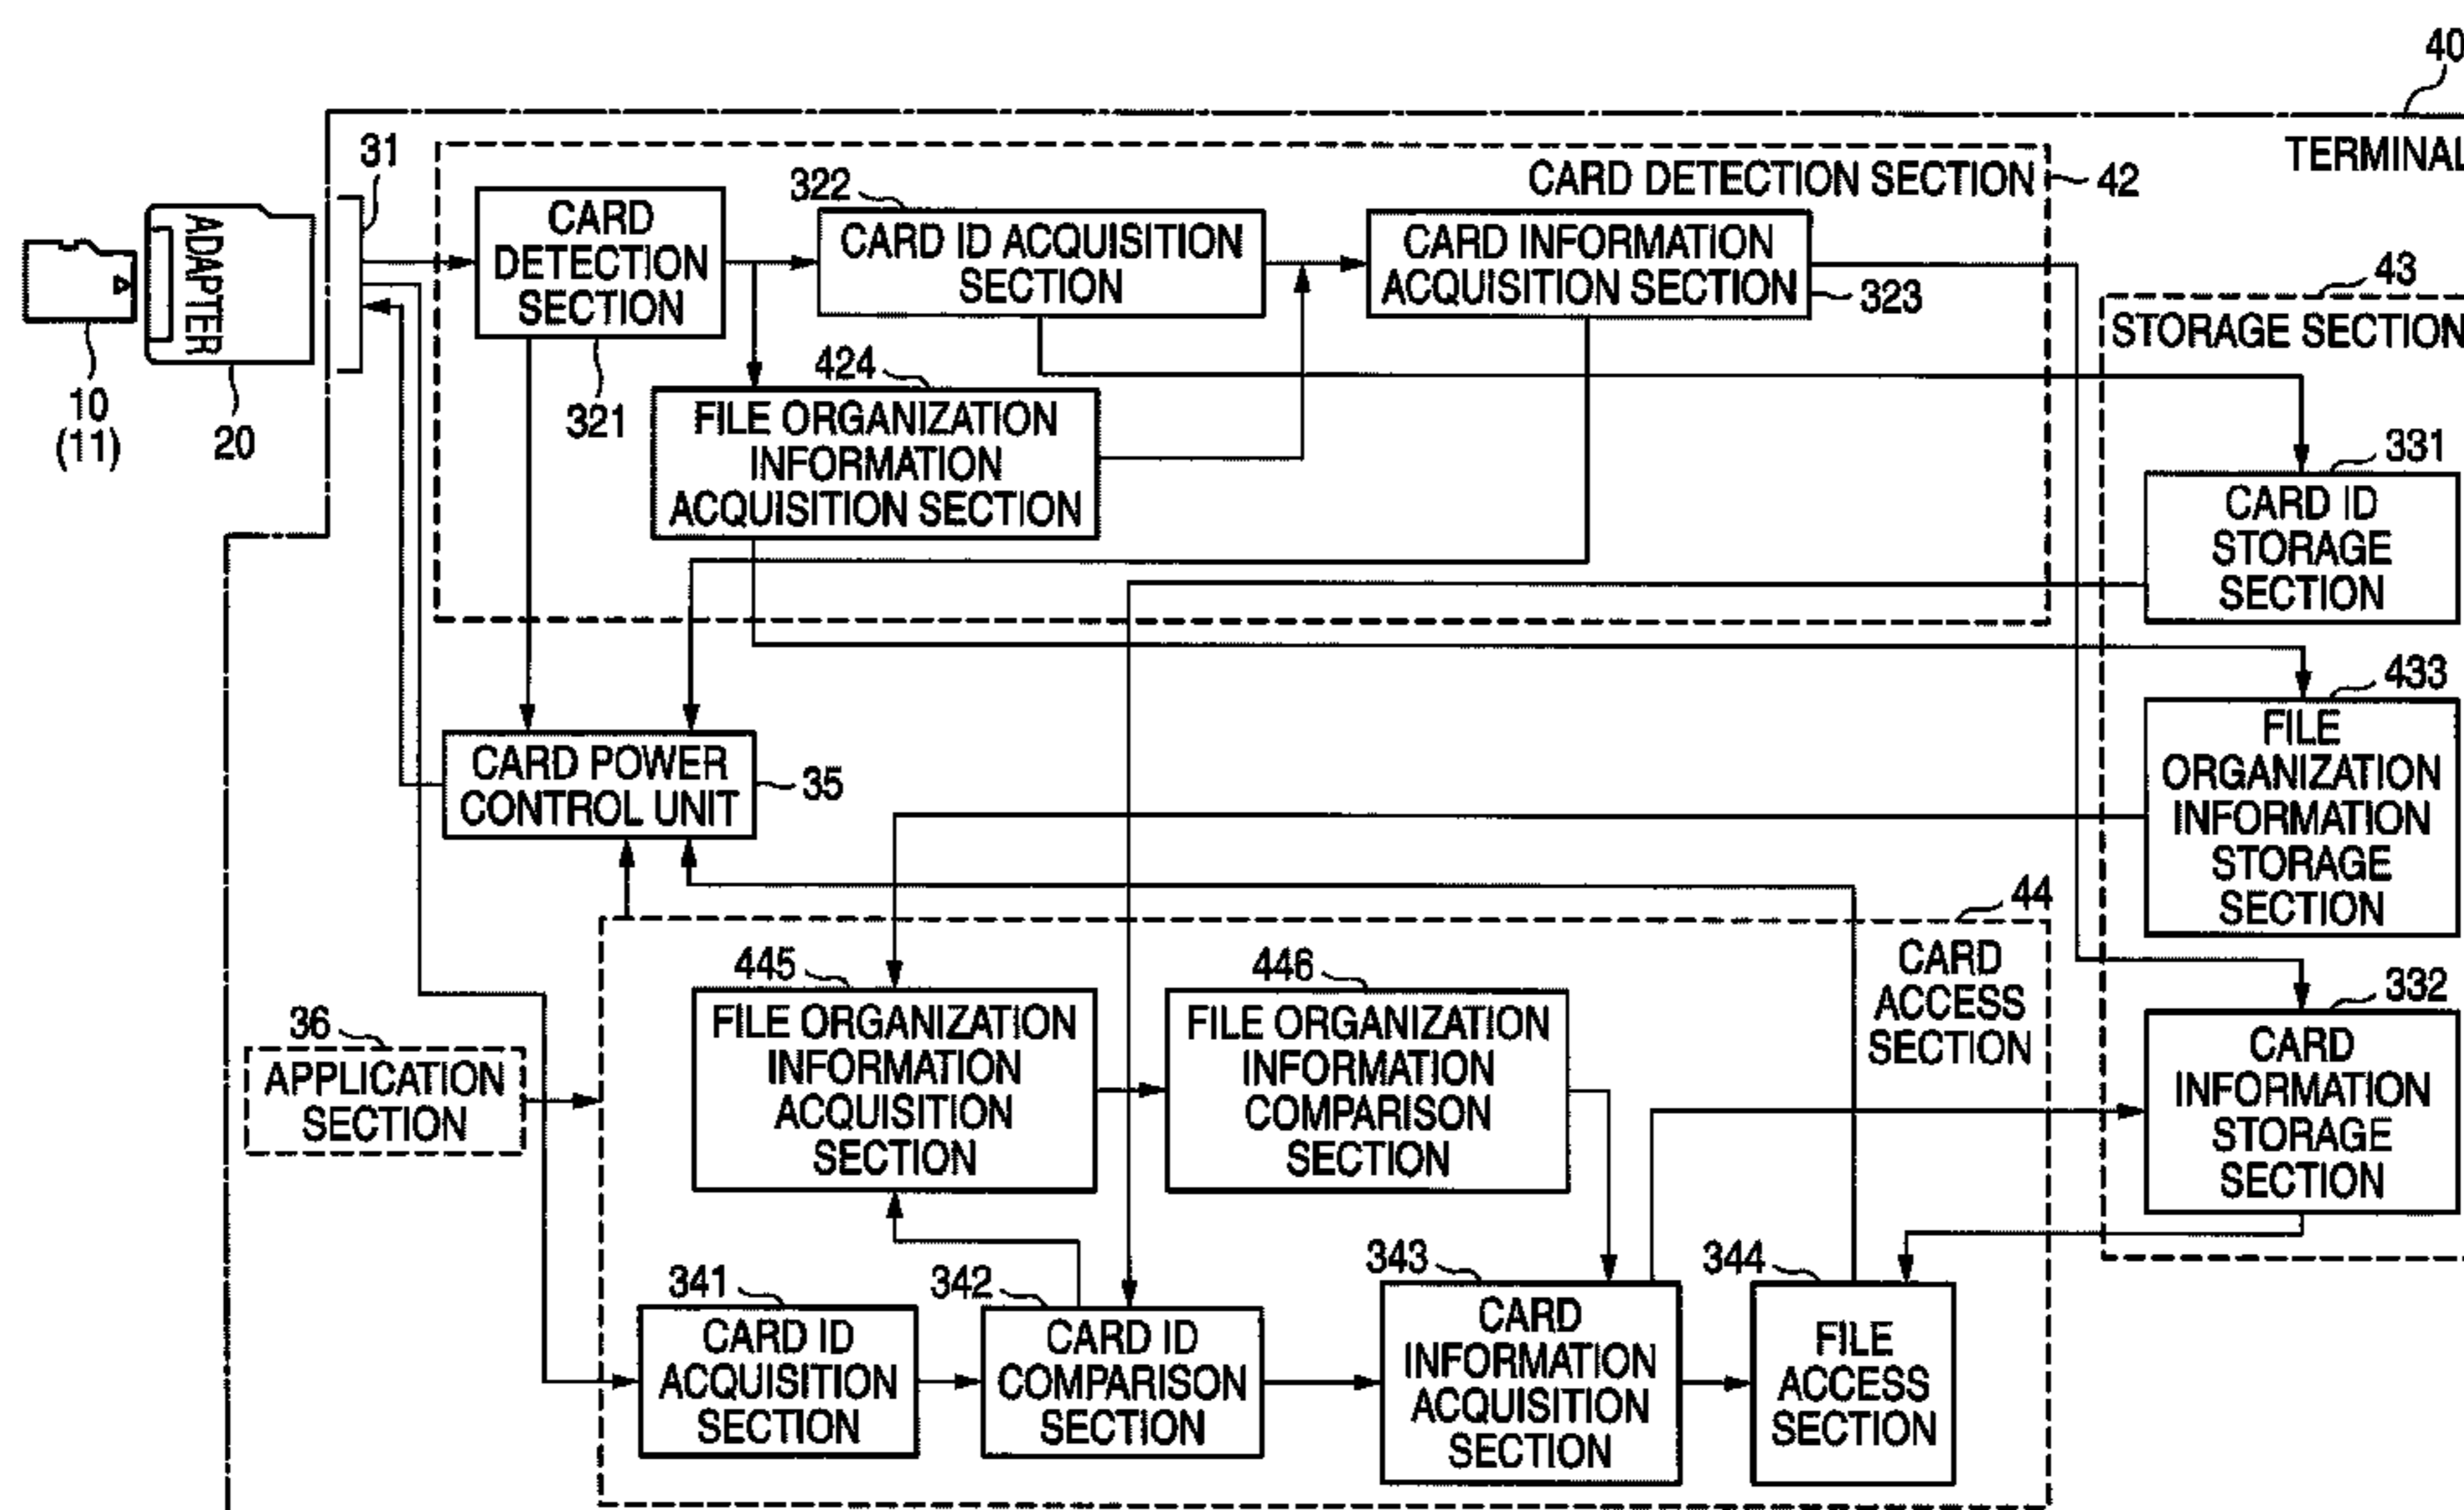 40
TERMINAL
31
CARD DETECTION SECTION
42
322
CARD
DETECTION
SECTION
321
CARD ID ACQUISITION
SECTION
CARD INFORMATION
ACQUISITION SECTION
323
ADAPTER
10
(11)
20
43
STORAGE SECTION
424
FILE ORGANIZATION
INFORMATION
ACQUISITION SECTION
331
CARD ID
STORAGE
SECTION
433
FILE
ORGANIZATION
INFORMATION
STORAGE
SECTION
CARD POWER
CONTROL UNIT
35
44
CARD
ACCESS
SECTION
445
FILE ORGANIZATION
INFORMATION
ACQUISITION
SECTION
446
FILE ORGANIZATION
INFORMATION
COMPARISON
SECTION
332
CARD
INFORMATION
STORAGE
SECTION
36
APPLICATION
SECTION
341
CARD ID
ACQUISITION
SECTION
342
CARD ID
COMPARISON
SECTION
343
CARD
INFORMATION
ACQUISITION
SECTION
344
FILE
ACCESS
SECTION